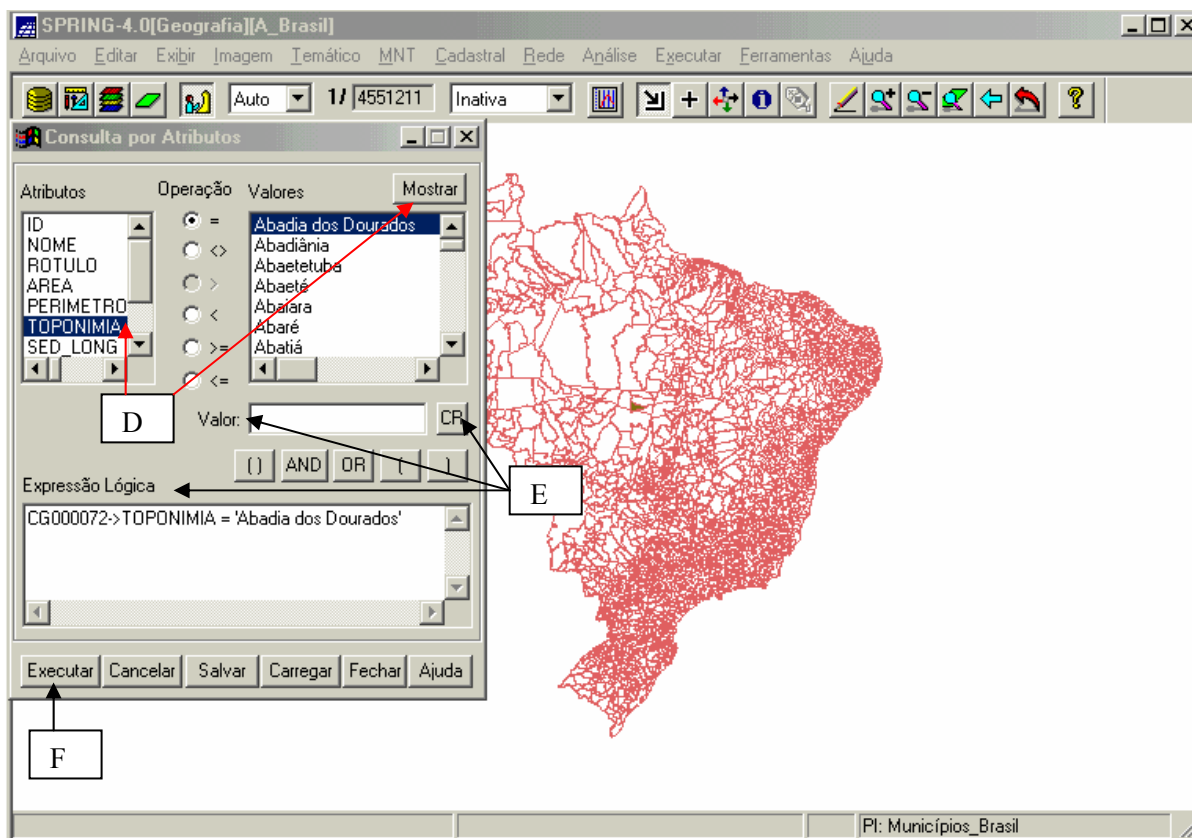 SPRING-4.0[Geografia][A_Brasil]
Arquivo Editar Exibir Imagem Temático MNT Cadastral Rede Análise Executar Ferramentas Ajuda
Auto 1/ 4551211 Inativa
Consulta por Atributos
Atributos Operação Valores Mostrar
ID = Abadia dos Dourados
NOME <> Abadiânia
ROTULO > Abaetetuba
AREA < Abaeté
PERIMETRO >= Abaiara
TOPONIMIA <= Abaré
SED_LONG Abatiá
D
Valor: CR
() AND OR ( )
E
Expressão Lógica
CG000072->TOPONIMIA = 'Abadia dos Dourados'
Executar Cancelar Salvar Carregar Fechar Ajuda
F
PI: Municípios_Brasil